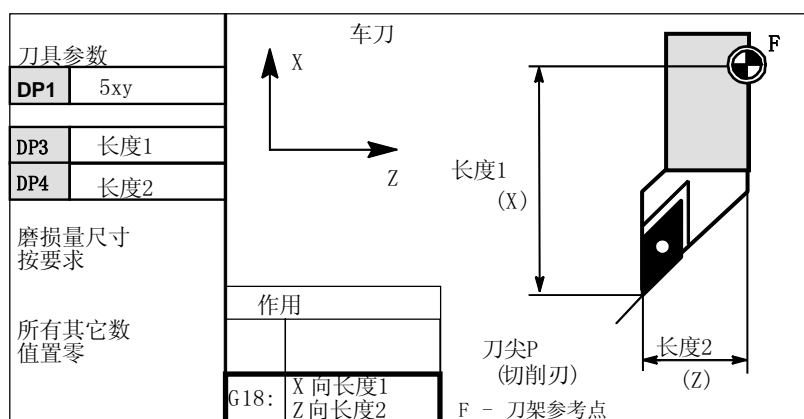 刀具参数
DP1 5xy
DP3 长度1
DP4 长度2
磨损量尺寸
按要求
所有其它数
值置零
车刀
X
Z
作用
G18: X 向长度1
Z 向长度2
F
长度1
(X)
刀尖P
(切削刃)
长度2
(Z)
F - 刀架参考点